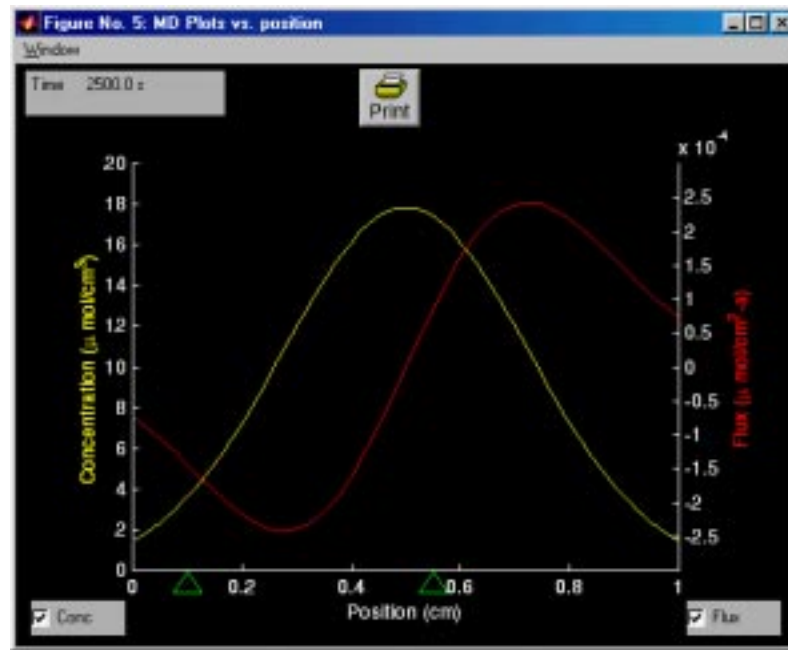 Figure No. 5: MD Plots vs. position
Window
Time 2500.0 s
Print
x 10⁻⁴
20
18
16
14
12
10
8
6
4
2
0
Concentration (μ mol/cm³)
2.5
2
1.5
1
0.5
0
-0.5
-1
-1.5
-2
-2.5
Flux (μ mol/cm²-s)
0 0.2 0.4 0.6 0.8 1
Position (cm)
Conc
Flux